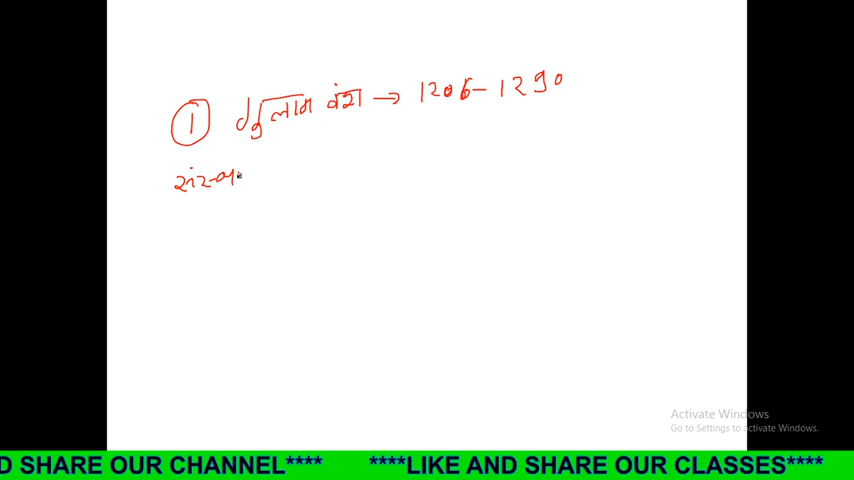 ① ગુલામ વંશ → 1206-1290
સંસ્થા
Activate Windows
Go to Settings to activate Windows.
D SHARE OUR CHANNEL**** ****LIKE AND SHARE OUR CLASSES****